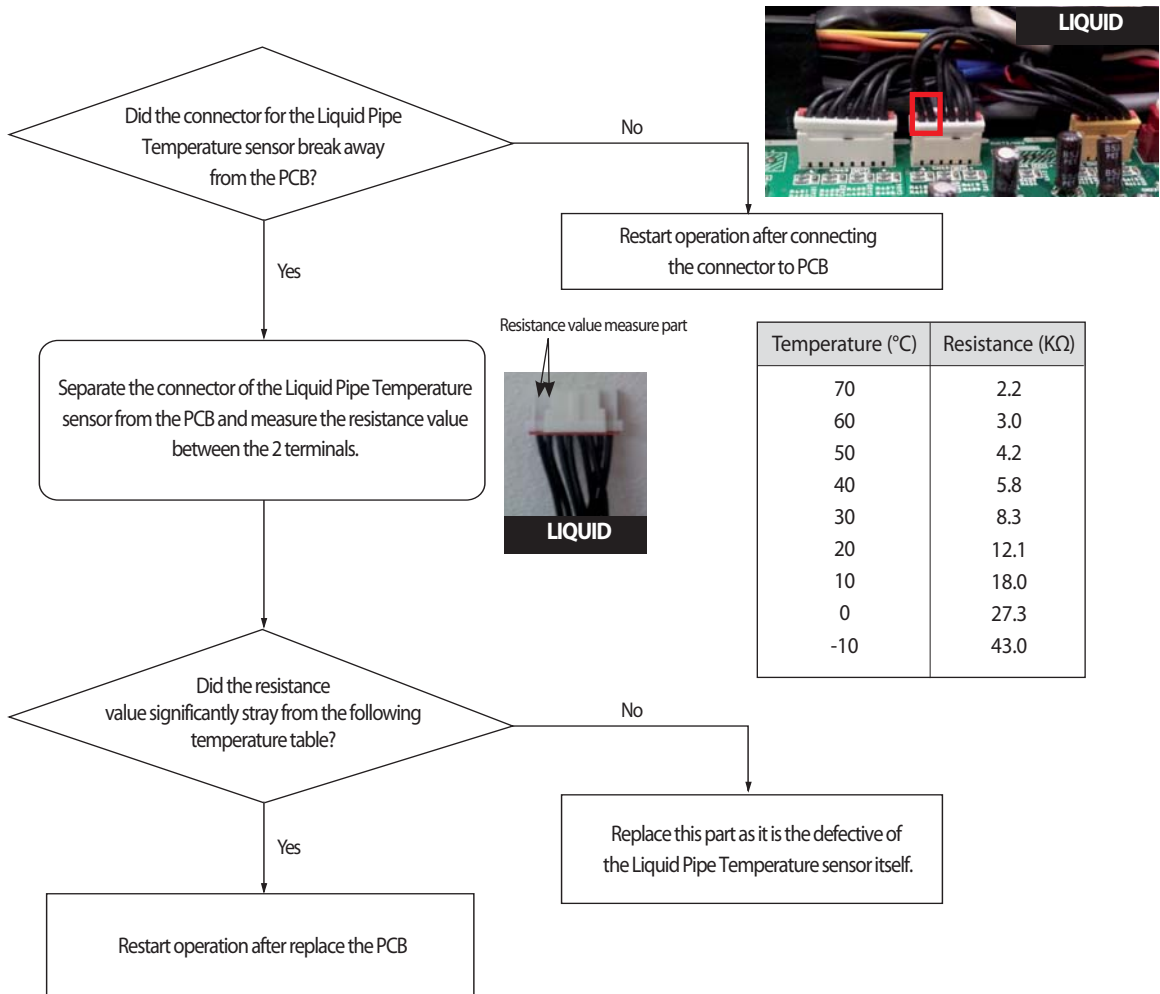 LIQUID
Did the connector for the Liquid Pipe
Temperature sensor break away
from the PCB?
No
Restart operation after connecting
the connector to PCB
Yes
Resistance value measure part
Separate the connector of the Liquid Pipe Temperature
sensor from the PCB and measure the resistance value
between the 2 terminals.
LIQUID
Temperature (°C) Resistance (KΩ)
70 2.2
60 3.0
50 4.2
40 5.8
30 8.3
20 12.1
10 18.0
0 27.3
-10 43.0
Did the resistance
value significantly stray from the following
temperature table?
No
Replace this part as it is the defective of
the Liquid Pipe Temperature sensor itself.
Yes
Restart operation after replace the PCB